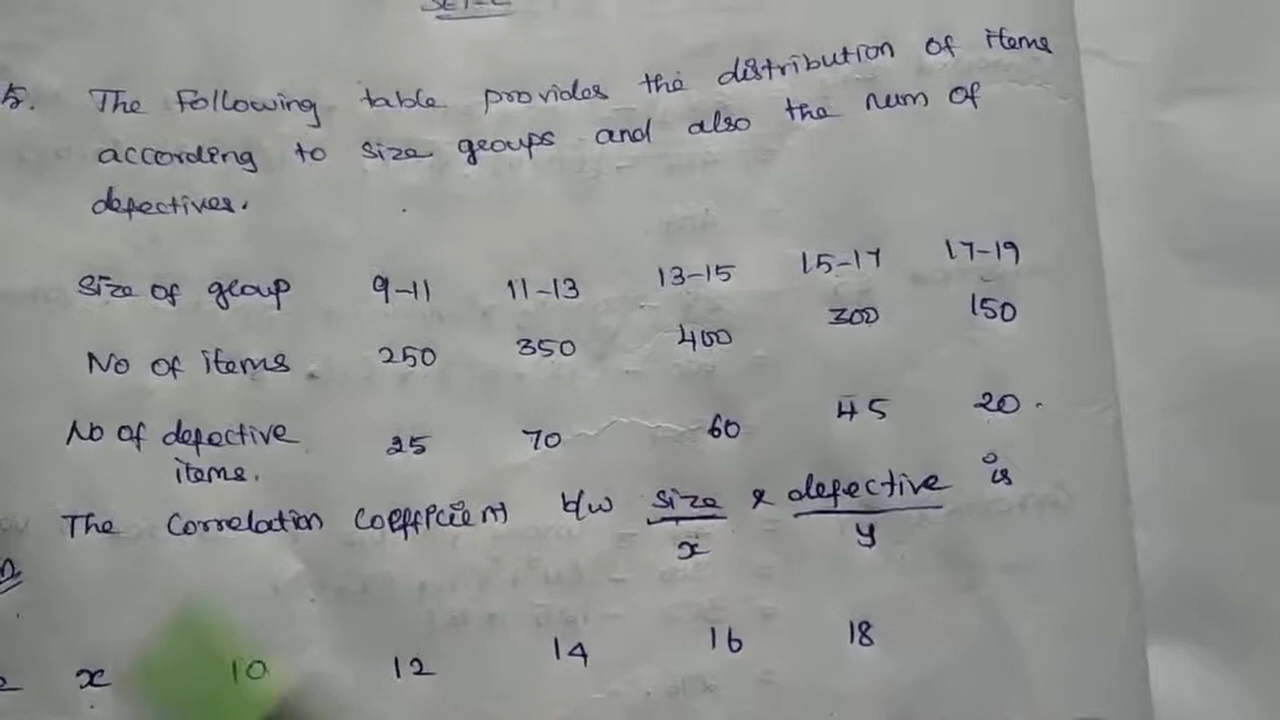 5. The Following table provides the distribution of items
according to size groups and also the num of
defectives.
Size of group 9-11 11-13 13-15 15-17 17-19
No of items 250 350 400 300 150
No of defective 25 70 60 45 20.
items.
The Correlation Coefficient b/w size & defective is
x y
x 10 12 14 16 18